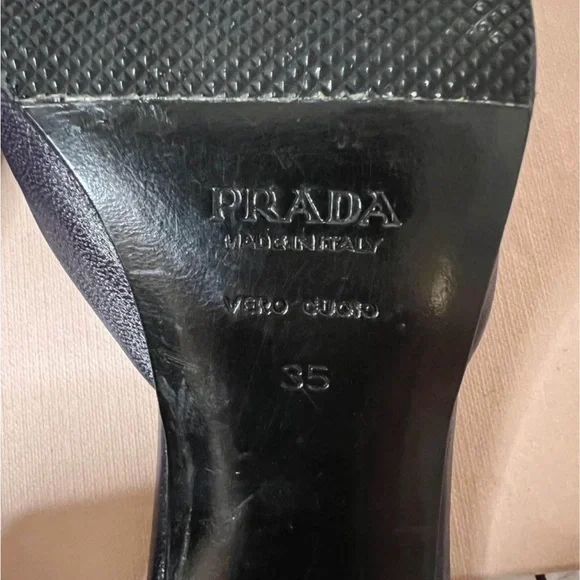 PRADA
MADE IN ITALY
VERO CUOIO
35